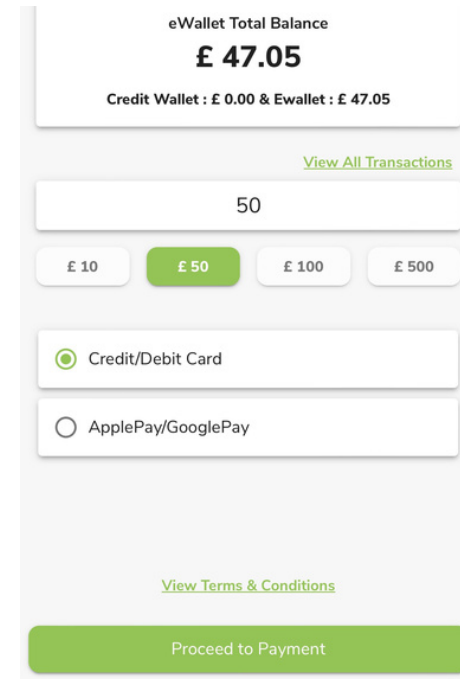 eWallet Total Balance
£ 47.05
Credit Wallet : £ 0.00 & Ewallet : £ 47.05
View All Transactions
50
£ 10 £ 50 £ 100 £ 500
Credit/Debit Card
ApplePay/GooglePay
View Terms & Conditions
Proceed to Payment